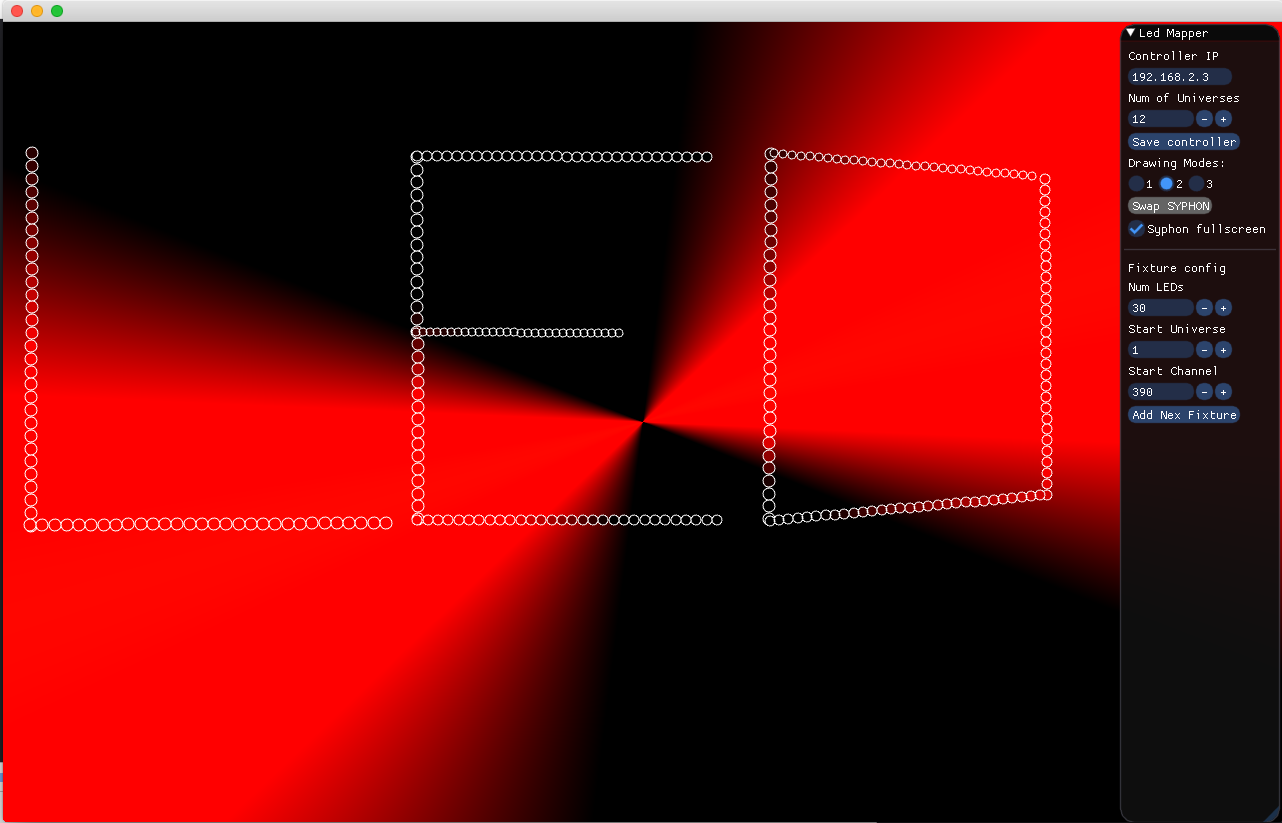 Led Mapper
Controller IP
192.168.2.3
Num of Universes
12 - +
Save controller
Drawing Modes:
1 2 3
Swap SYPHON
Syphon fullscreen
Fixture config
Num LEDs
30 - +
Start Universe
1 - +
Start Channel
390 - +
Add Nex Fixture
LED